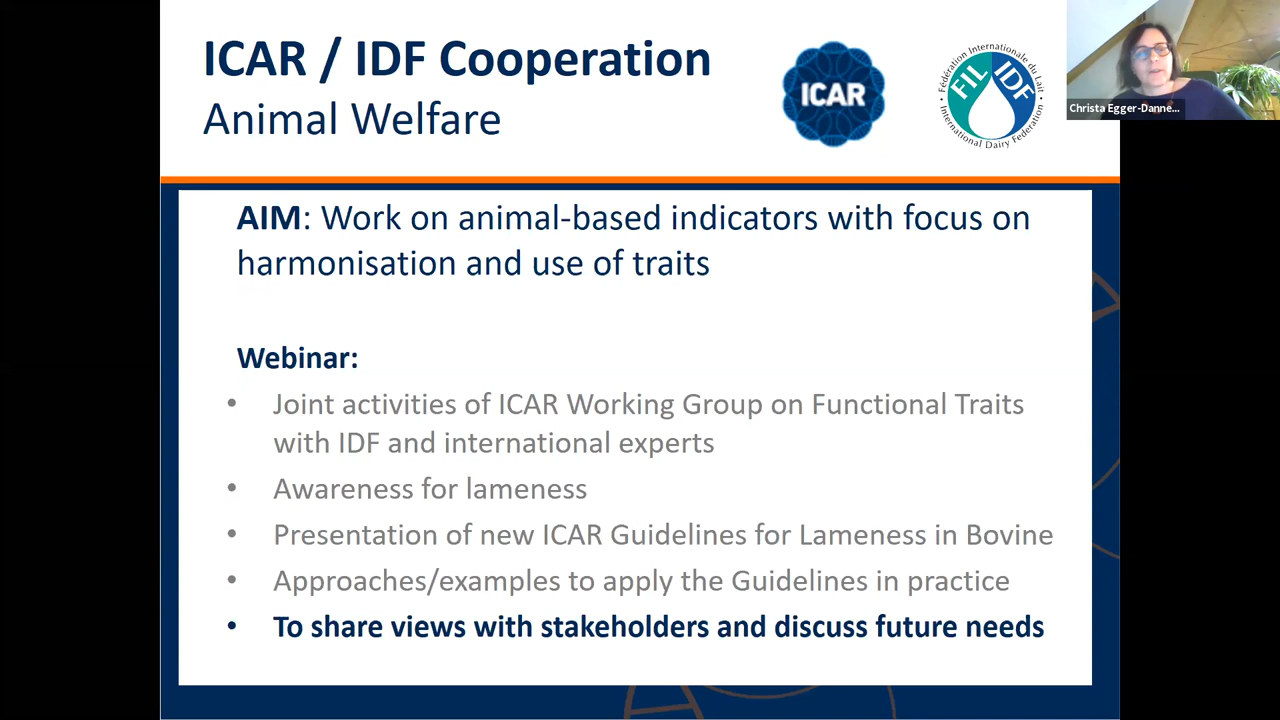 ICAR / IDF Cooperation
Animal Welfare
ICAR
Fédération Internationale du Lait
FIL IDF
International Dairy Federation
Christa Egger-Danne...
AIM: Work on animal-based indicators with focus on
harmonisation and use of traits
Webinar:
• Joint activities of ICAR Working Group on Functional Traits
with IDF and international experts
• Awareness for lameness
• Presentation of new ICAR Guidelines for Lameness in Bovine
• Approaches/examples to apply the Guidelines in practice
• To share views with stakeholders and discuss future needs